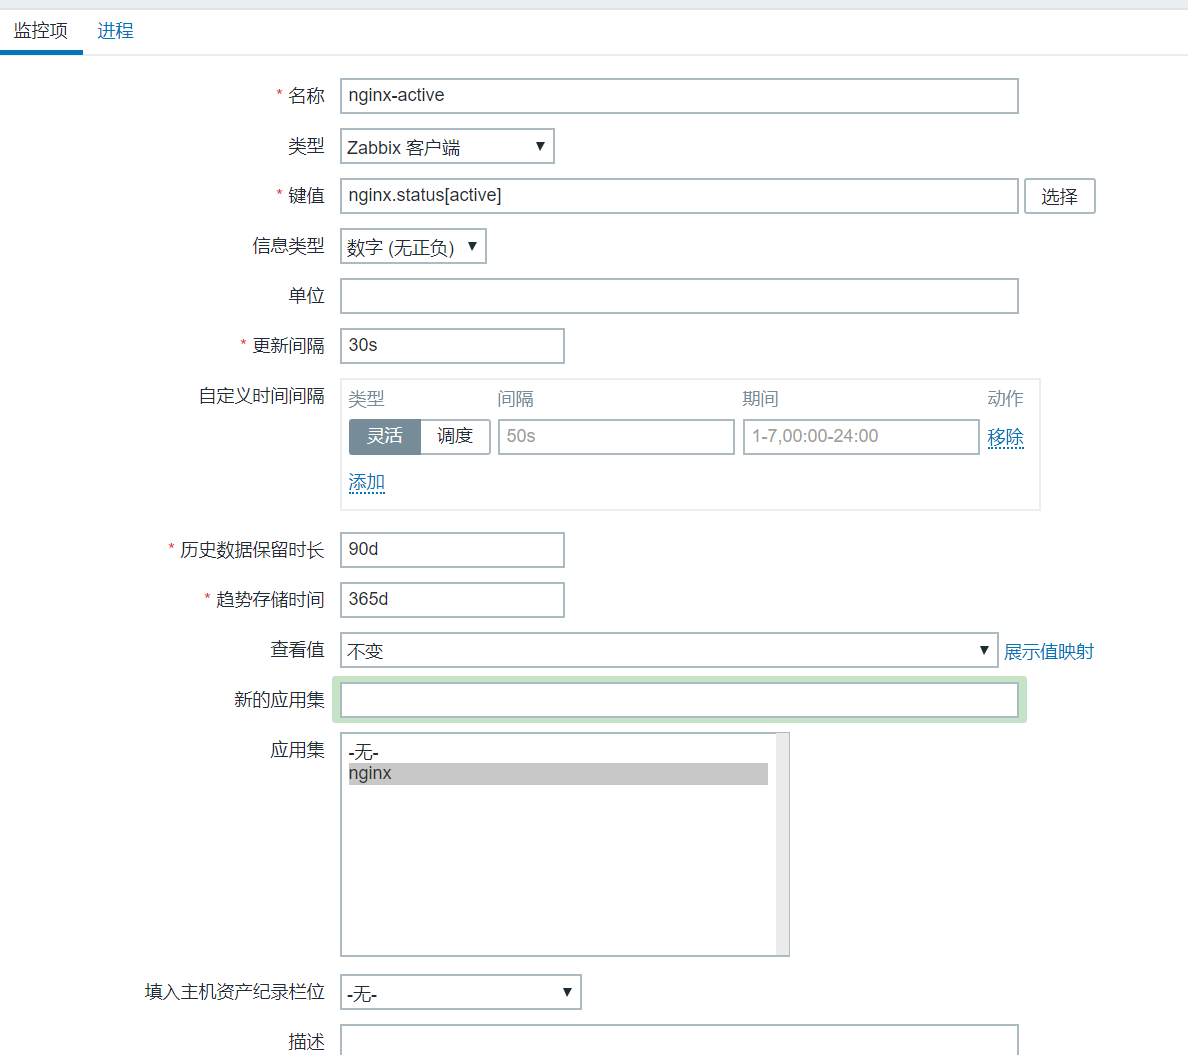 监控项 进程
* 名称 nginx-active
类型 Zabbix 客户端
* 键值 nginx.status[active] 选择
信息类型 数字 (无正负)
单位
* 更新间隔 30s
自定义时间间隔 类型 间隔 期间 动作
灵活 调度 50s 1-7,00:00-24:00 移除
添加
* 历史数据保留时长 90d
* 趋势存储时间 365d
查看值 不变 展示值映射
新的应用集
应用集 -无-
nginx
填入主机资产纪录栏位 -无-
描述